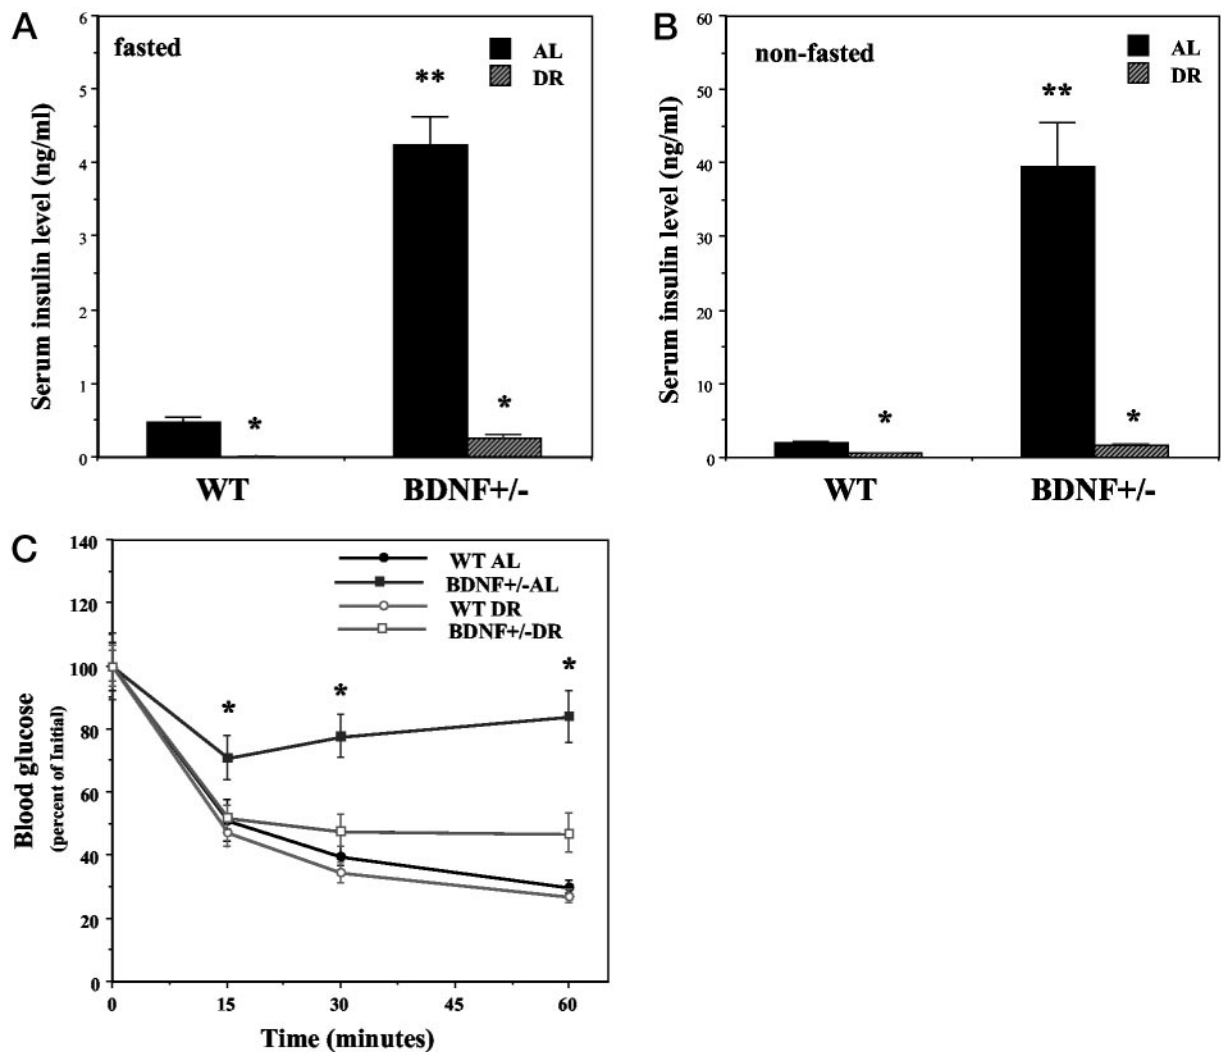 A
fasted
AL
DR
**
*
*
Serum insulin level (ng/ml)
6
5
4
3
2
1
0
WT
BDNF+/-
B
non-fasted
AL
DR
**
*
*
Serum insulin level (ng/ml)
60
50
40
30
20
10
0
WT
BDNF+/-
C
WT AL
BDNF+/-AL
WT DR
BDNF+/-DR
*
*
*
Blood glucose
(percent of Initial)
140
120
100
80
60
40
20
0
0 15 30 45 60
Time (minutes)